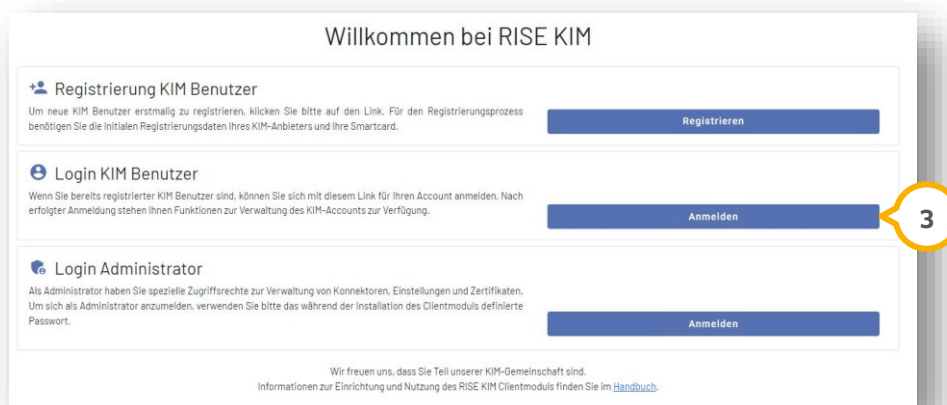 Willkommen bei RISE KIM
Registrierung KIM Benutzer
Um neue KIM Benutzer erstmalig zu registrieren, klicken Sie bitte auf den Link. Für den Registrierungsprozess
benötigen Sie die initialen Registrierungsdaten Ihres KIM-Anbieters und Ihre Smartcard.
Registrieren
Login KIM Benutzer
Wenn Sie bereits registrierter KIM Benutzer sind, können Sie sich mit diesem Link für Ihren Account anmelden. Nach
erfolgter Anmeldung stehen Ihnen Funktionen zur Verwaltung des KIM-Accounts zur Verfügung.
Anmelden
3
Login Administrator
Als Administrator haben Sie spezielle Zugriffsrechte zur Verwaltung von Konnektoren, Einstellungen und Zertifikaten.
Um sich als Administrator anzumelden, verwenden Sie bitte das während der Installation des Clientmoduls definierte
Passwort.
Anmelden
Wir freuen uns, dass Sie Teil unserer KIM-Gemeinschaft sind.
Informationen zur Einrichtung und Nutzung des RISE KIM Clientmoduls finden Sie im Handbuch.